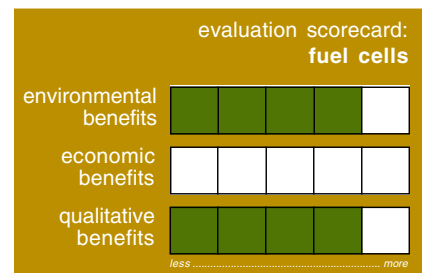 evaluation scorecard:
fuel cells
environmental
benefits
economic
benefits
qualitative
benefits
less ........................................................................ more